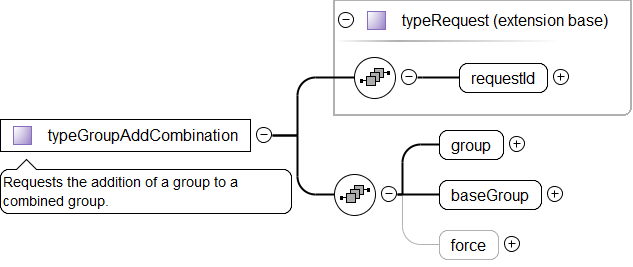 typeRequest (extension base)
requestId
typeGroupAddCombination
Requests the addition of a group to a
combined group.
group
baseGroup
force